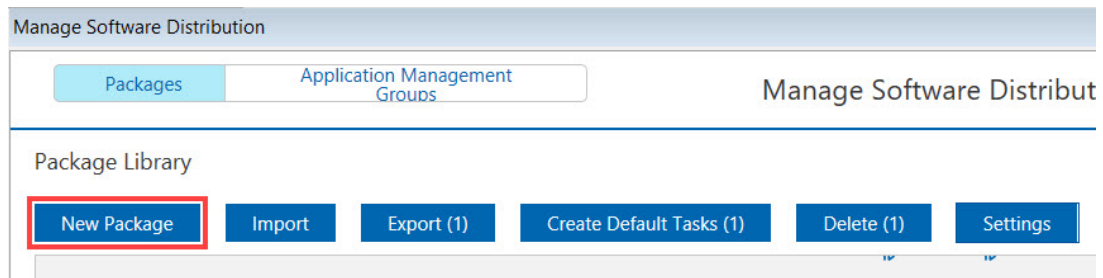 Manage Software Distribution
Packages
Application Management
Groups
Manage Software Distribut
Package Library
New Package
Import
Export (1)
Create Default Tasks (1)
Delete (1)
Settings